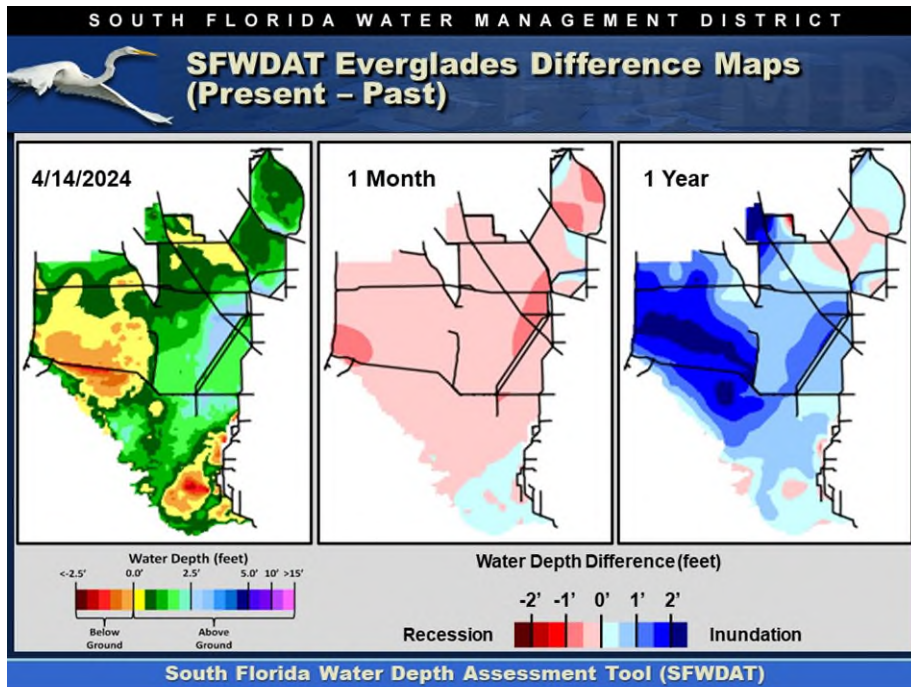 SOUTH FLORIDA WATER MANAGEMENT DISTRICT
SFWDAT Everglades Difference Maps
(Present – Past)
4/14/2024
1 Month
1 Year
Water Depth (feet)
<-2.5' 0.0' 2.5' 5.0' 10' >15'
Below
Ground
Above
Ground
Water Depth Difference (feet)
-2' -1' 0' 1' 2'
Recession
Inundation
South Florida Water Depth Assessment Tool (SFWDAT)